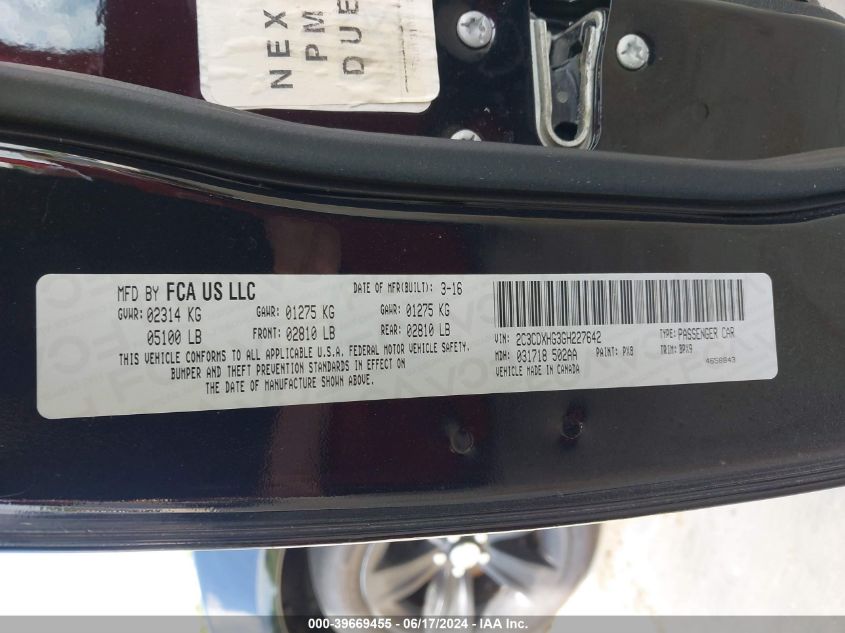 NEX
PM
DUE
MFD BY FCA US LLC DATE OF MFR(BUILT): 3-16
GVWR: 02314 KG GAWR: 01275 KG GAWR: 01275 KG
05100 LB FRONT: 02810 LB REAR: 02810 LB
THIS VEHICLE CONFORMS TO ALL APPLICABLE U.S.A. FEDERAL MOTOR VEHICLE SAFETY,
BUMPER AND THEFT PREVENTION STANDARDS IN EFFECT ON
THE DATE OF MANUFACTURE SHOWN ABOVE.
VIN: 2C3CDXHG3GH227642 TYPE: PASSENGER CAR
MDH: 031718 502AA PAINT: PX8 TRIM: BPX9
VEHICLE MADE IN CANADA 4658843
000-39669455 - 06/17/2024 - IAA Inc.